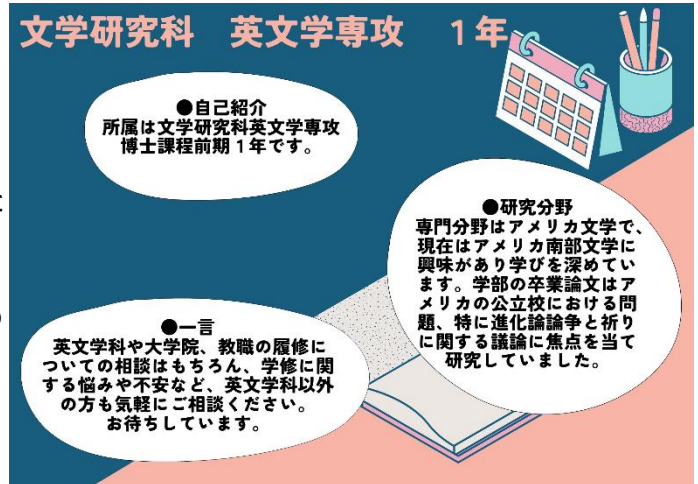 文学研究科　英文学専攻　１年
●自己紹介
所属は文学研究科英文学専攻
博士課程前期１年です。
●研究分野
専門分野はアメリカ文学で、
現在はアメリカ南部文学に
興味があり学びを深めてい
ます。学部の卒業論文はア
メリカの公立校における問
題、特に進化論論争と祈り
に関する議論に焦点を当て
研究していました。
●一言
英文学科や大学院、教職の履修に
ついての相談はもちろん、学修に関
する悩みや不安など、英文学科以外
の方も気軽にご相談ください。
お待ちしています。